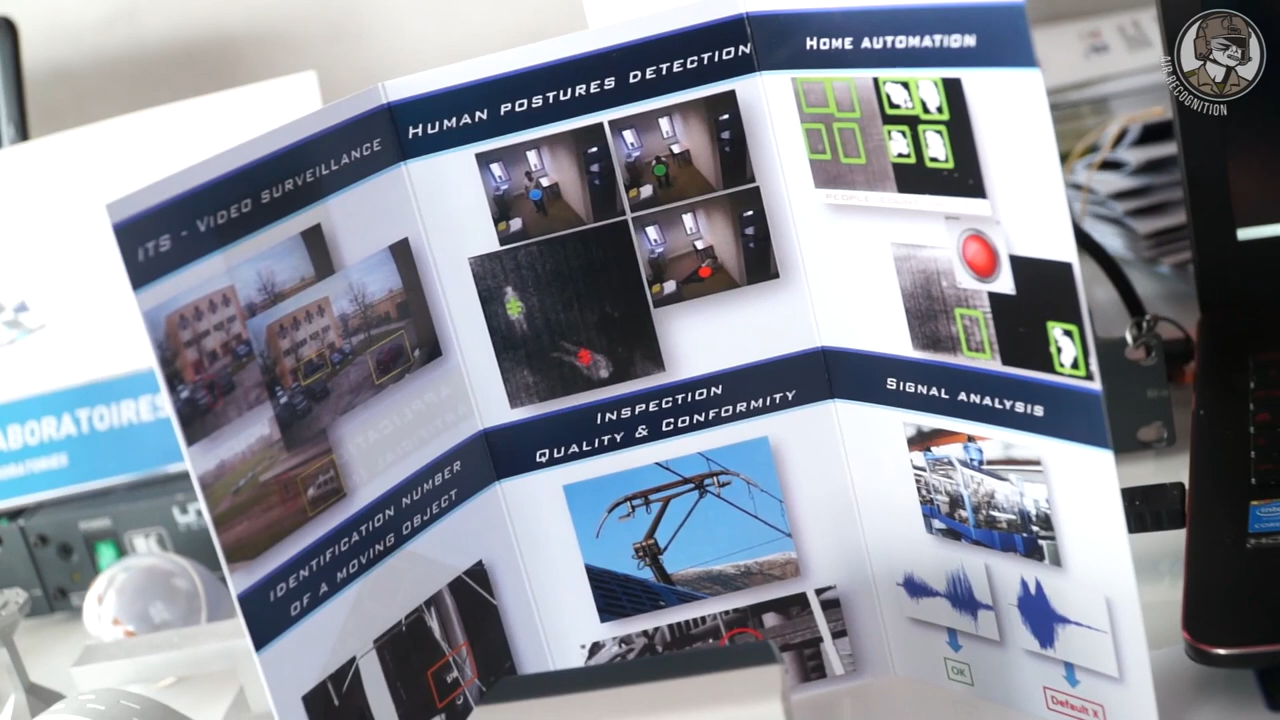 AIR RECOGNITION
HOME AUTOMATION
HUMAN POSTURES DETECTION
ITS - VIDEO SURVEILLANCE
SIGNAL ANALYSIS
INSPECTION
QUALITY & CONFORMITY
IDENTIFICATION NUMBER
OF A MOVING OBJECT
OK
Default X